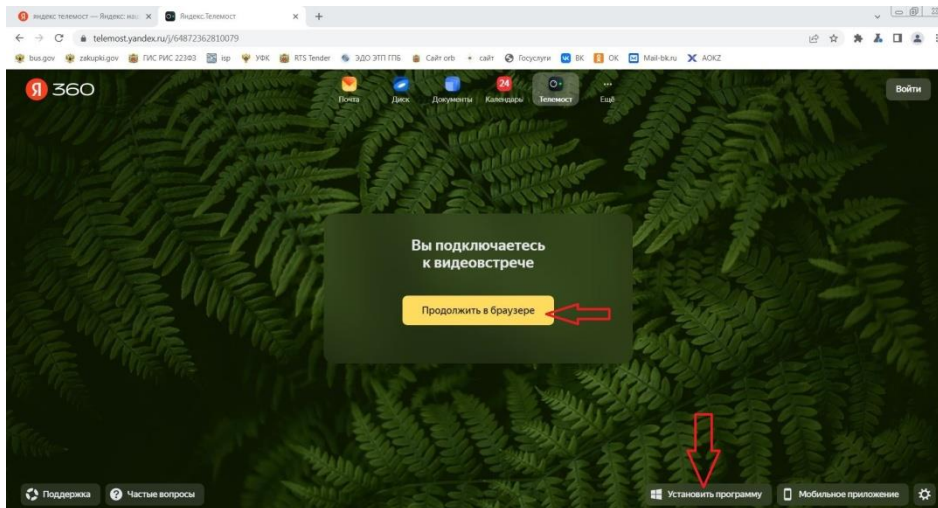 яндекс телемост — Яндекс: наш
Яндекс.Телемост
telemost.yandex.ru/j/64872362810079
bus.gov
zakupki.gov
ГИС РИС 223ФЗ
isp
УФК
RTS Tender
ЭДО ЭТП ГПБ
Сайт orb
сайт
Госуслуги
ВК
ОК
Mail-bk.ru
АОКZ
Я 360
24
Почта
Диск
Документы
Календарь
Телемост
Ещё
Войти
Вы подключаетесь
к видеовстрече
Продолжить в браузере
Поддержка
Частые вопросы
Установить программу
Мобильное приложение